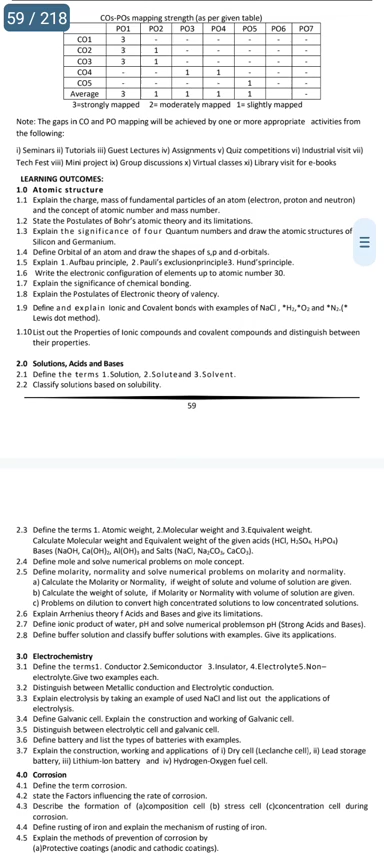 59 / 218
COs-POs mapping strength (as per given table)
PO1 PO2 PO3 PO4 PO5 PO6 PO7
CO1 3 - - - - - -
CO2 3 1 - - - - -
CO3 3 1 - - - - -
CO4 - - 1 1 - -
CO5 - - - - 1 -
Average 3 1 1 1 1 -
3=strongly mapped 2= moderately mapped 1= slightly mapped
Note: The gaps in CO and PO mapping will be achieved by one or more appropriate activities from
the following:
i) Seminars ii) Tutorials iii) Guest Lectures iv) Assignments v) Quiz competitions vi) Industrial visit vii)
Tech Fest viii) Mini project ix) Group discussions x) Virtual classes xi) Library visit for e-books
LEARNING OUTCOMES:
1.0 Atomic structure
1.1 Explain the charge, mass of fundamental particles of an atom (electron, proton and neutron)
and the concept of atomic number and mass number.
1.2 State the Postulates of Bohr's atomic theory and its limitations.
1.3 Explain the significance of four Quantum numbers and draw the atomic structures of
Silicon and Germanium.
1.4 Define Orbital of an atom and draw the shapes of s,p and d-orbitals.
1.5 Explain 1.Aufbau principle, 2.Pauli's exclusionprinciple3. Hund'sprinciple.
1.6 Write the electronic configuration of elements up to atomic number 30.
1.7 Explain the significance of chemical bonding.
1.8 Explain the Postulates of Electronic theory of valency.
1.9 Define and explain Ionic and Covalent bonds with examples of NaCl , *H₂,*O₂ and *N₂.(*
Lewis dot method).
1.10 List out the Properties of Ionic compounds and covalent compounds and distinguish between
their properties.
2.0 Solutions, Acids and Bases
2.1 Define the terms 1.Solution, 2.Soluteand 3.Solvent.
2.2 Classify solutions based on solubility.
59
2.3 Define the terms 1. Atomic weight, 2.Molecular weight and 3.Equivalent weight.
Calculate Molecular weight and Equivalent weight of the given acids (HCl, H₂SO₄, H₃PO₄)
Bases (NaOH, Ca(OH)₂, Al(OH)₃ and Salts (NaCl, Na₂CO₃, CaCO₃).
2.4 Define mole and solve numerical problems on mole concept.
2.5 Define molarity, normality and solve numerical problems on molarity and normality.
a) Calculate the Molarity or Normality, if weight of solute and volume of solution are given.
b) Calculate the weight of solute, if Molarity or Normality with volume of solution are given.
c) Problems on dilution to convert high concentrated solutions to low concentrated solutions.
2.6 Explain Arrhenius theory f Acids and Bases and give its limitations.
2.7 Define ionic product of water, pH and solve numerical problemson pH (Strong Acids and Bases).
2.8 Define buffer solution and classify buffer solutions with examples. Give its applications.
3.0 Electrochemistry
3.1 Define the terms1. Conductor 2.Semiconductor 3.Insulator, 4.Electrolyte5.Non–
electrolyte.Give two examples each.
3.2 Distinguish between Metallic conduction and Electrolytic conduction.
3.3 Explain electrolysis by taking an example of used NaCl and list out the applications of
electrolysis.
3.4 Define Galvanic cell. Explain the construction and working of Galvanic cell.
3.5 Distinguish between electrolytic cell and galvanic cell.
3.6 Define battery and list the types of batteries with examples.
3.7 Explain the construction, working and applications of i) Dry cell (Leclanche cell), ii) Lead storage
battery, iii) Lithium-Ion battery and iv) Hydrogen-Oxygen fuel cell.
4.0 Corrosion
4.1 Define the term corrosion.
4.2 state the Factors influencing the rate of corrosion.
4.3 Describe the formation of (a)composition cell (b) stress cell (c)concentration cell during
corrosion.
4.4 Define rusting of iron and explain the mechanism of rusting of iron.
4.5 Explain the methods of prevention of corrosion by
(a)Protective coatings (anodic and cathodic coatings).